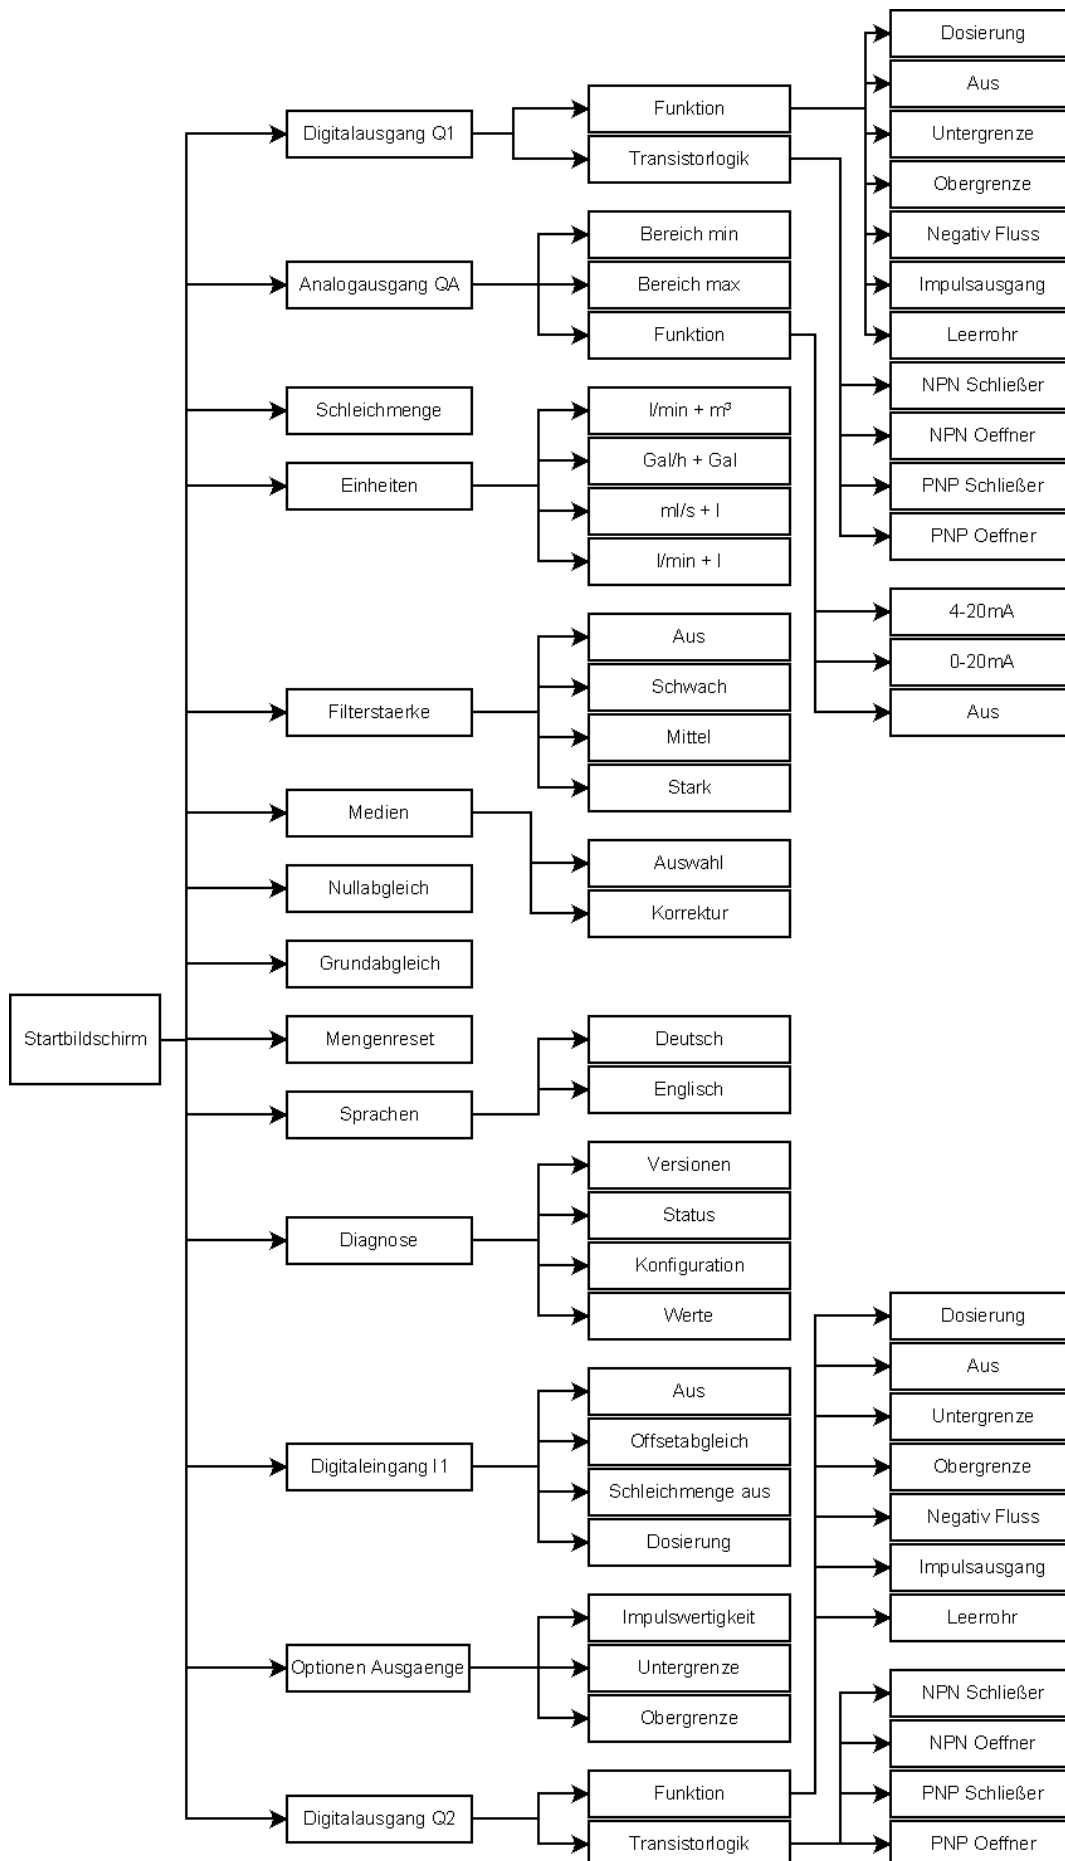 Startbildschirm
Digitalausgang Q1
Funktion
Dosierung
Aus
Untergrenze
Obergrenze
Negativ Fluss
Impulsausgang
Leerrohr
Transistorlogik
NPN Schließer
NPN Oeffner
PNP Schließer
PNP Oeffner
Analogausgang QA
Bereich min
Bereich max
Funktion
4-20mA
0-20mA
Aus
Schleichmenge
Einheiten
l/min + m³
Gal/h + Gal
ml/s + l
l/min + l
Filterstaerke
Aus
Schwach
Mittel
Stark
Medien
Auswahl
Korrektur
Nullabgleich
Grundabgleich
Mengenreset
Sprachen
Deutsch
Englisch
Diagnose
Versionen
Status
Konfiguration
Werte
Digitaleingang I1
Aus
Offsetabgleich
Schleichmenge aus
Dosierung
Optionen Ausgaenge
Impulswertigkeit
Untergrenze
Obergrenze
Digitalausgang Q2
Funktion
Dosierung
Aus
Untergrenze
Obergrenze
Negativ Fluss
Impulsausgang
Leerrohr
Transistorlogik
NPN Schließer
NPN Oeffner
PNP Schließer
PNP Oeffner